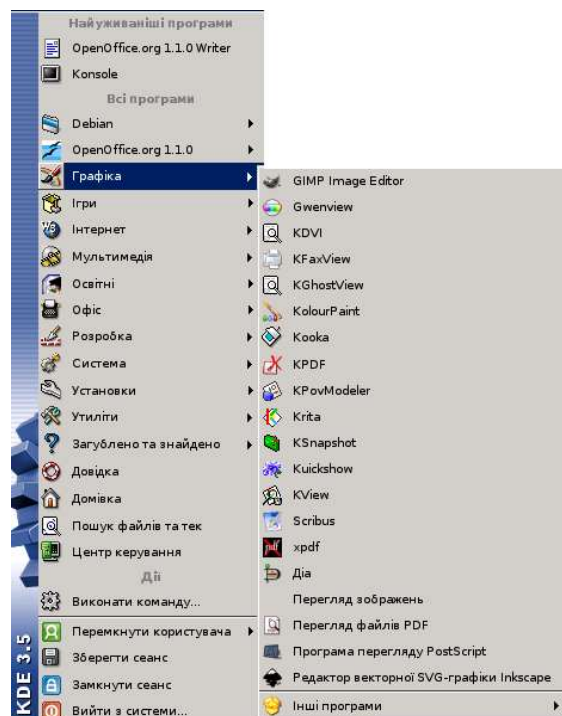 Найуживаніші програми
OpenOffice.org 1.1.0 Writer
Konsole
Всі програми
Debian
OpenOffice.org 1.1.0
Графіка
Ігри
Інтернет
Мультимедія
Освітні
Офіс
Розробка
Система
Установки
Утиліти
Загублено та знайдено
Довідка
Домівка
Пошук файлів та тек
Центр керування
Дії
Виконати команду...
Перемкнути користувача
Зберегти сеанс
Замкнути сеанс
Вийти з системи...
KDE 3.5
GIMP Image Editor
Gwenview
KDVI
KFaxView
KGhostView
KolourPaint
Kooka
KPDF
KPovModeler
Krita
KSnapshot
Kuickshow
KView
Scribus
xpdf
Діа
Перегляд зображень
Перегляд файлів PDF
Програма перегляду PostScript
Редактор векторної SVG-графіки Inkscape
Інші програми